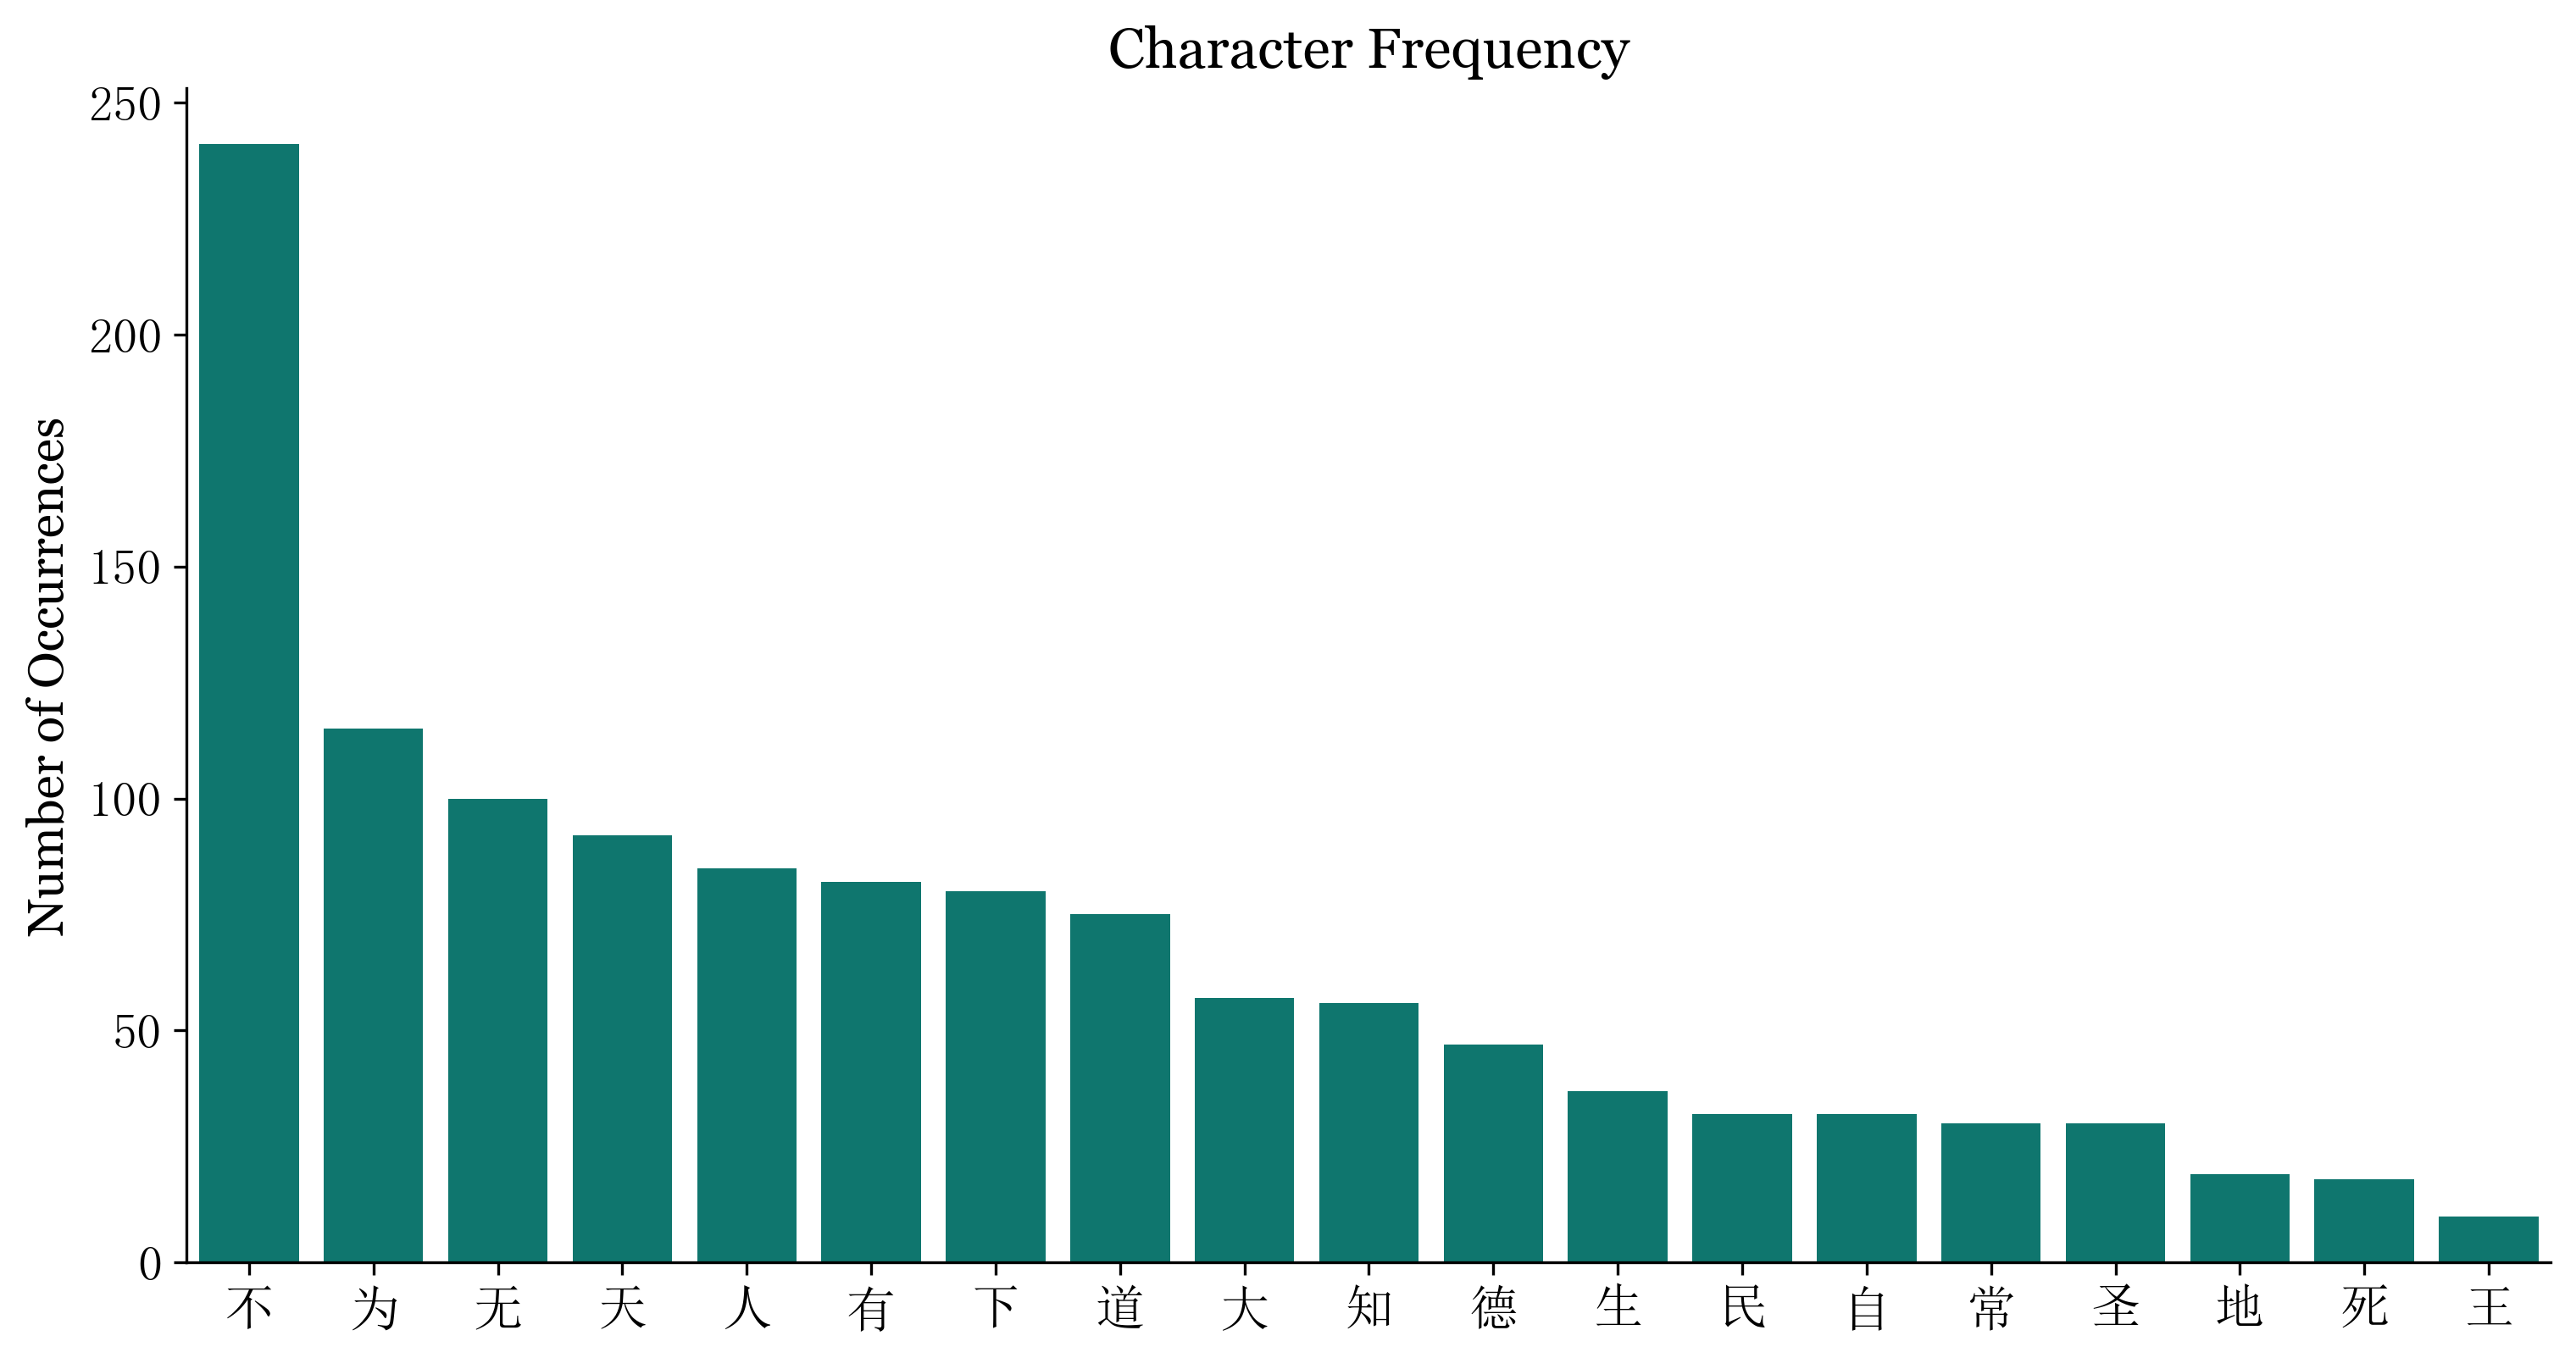 Character Frequency
Number of Occurrences
250
200
150
100
50
0
不 为 无 天 人 有 下 道 大 知 德 生 民 自 常 圣 地 死 王